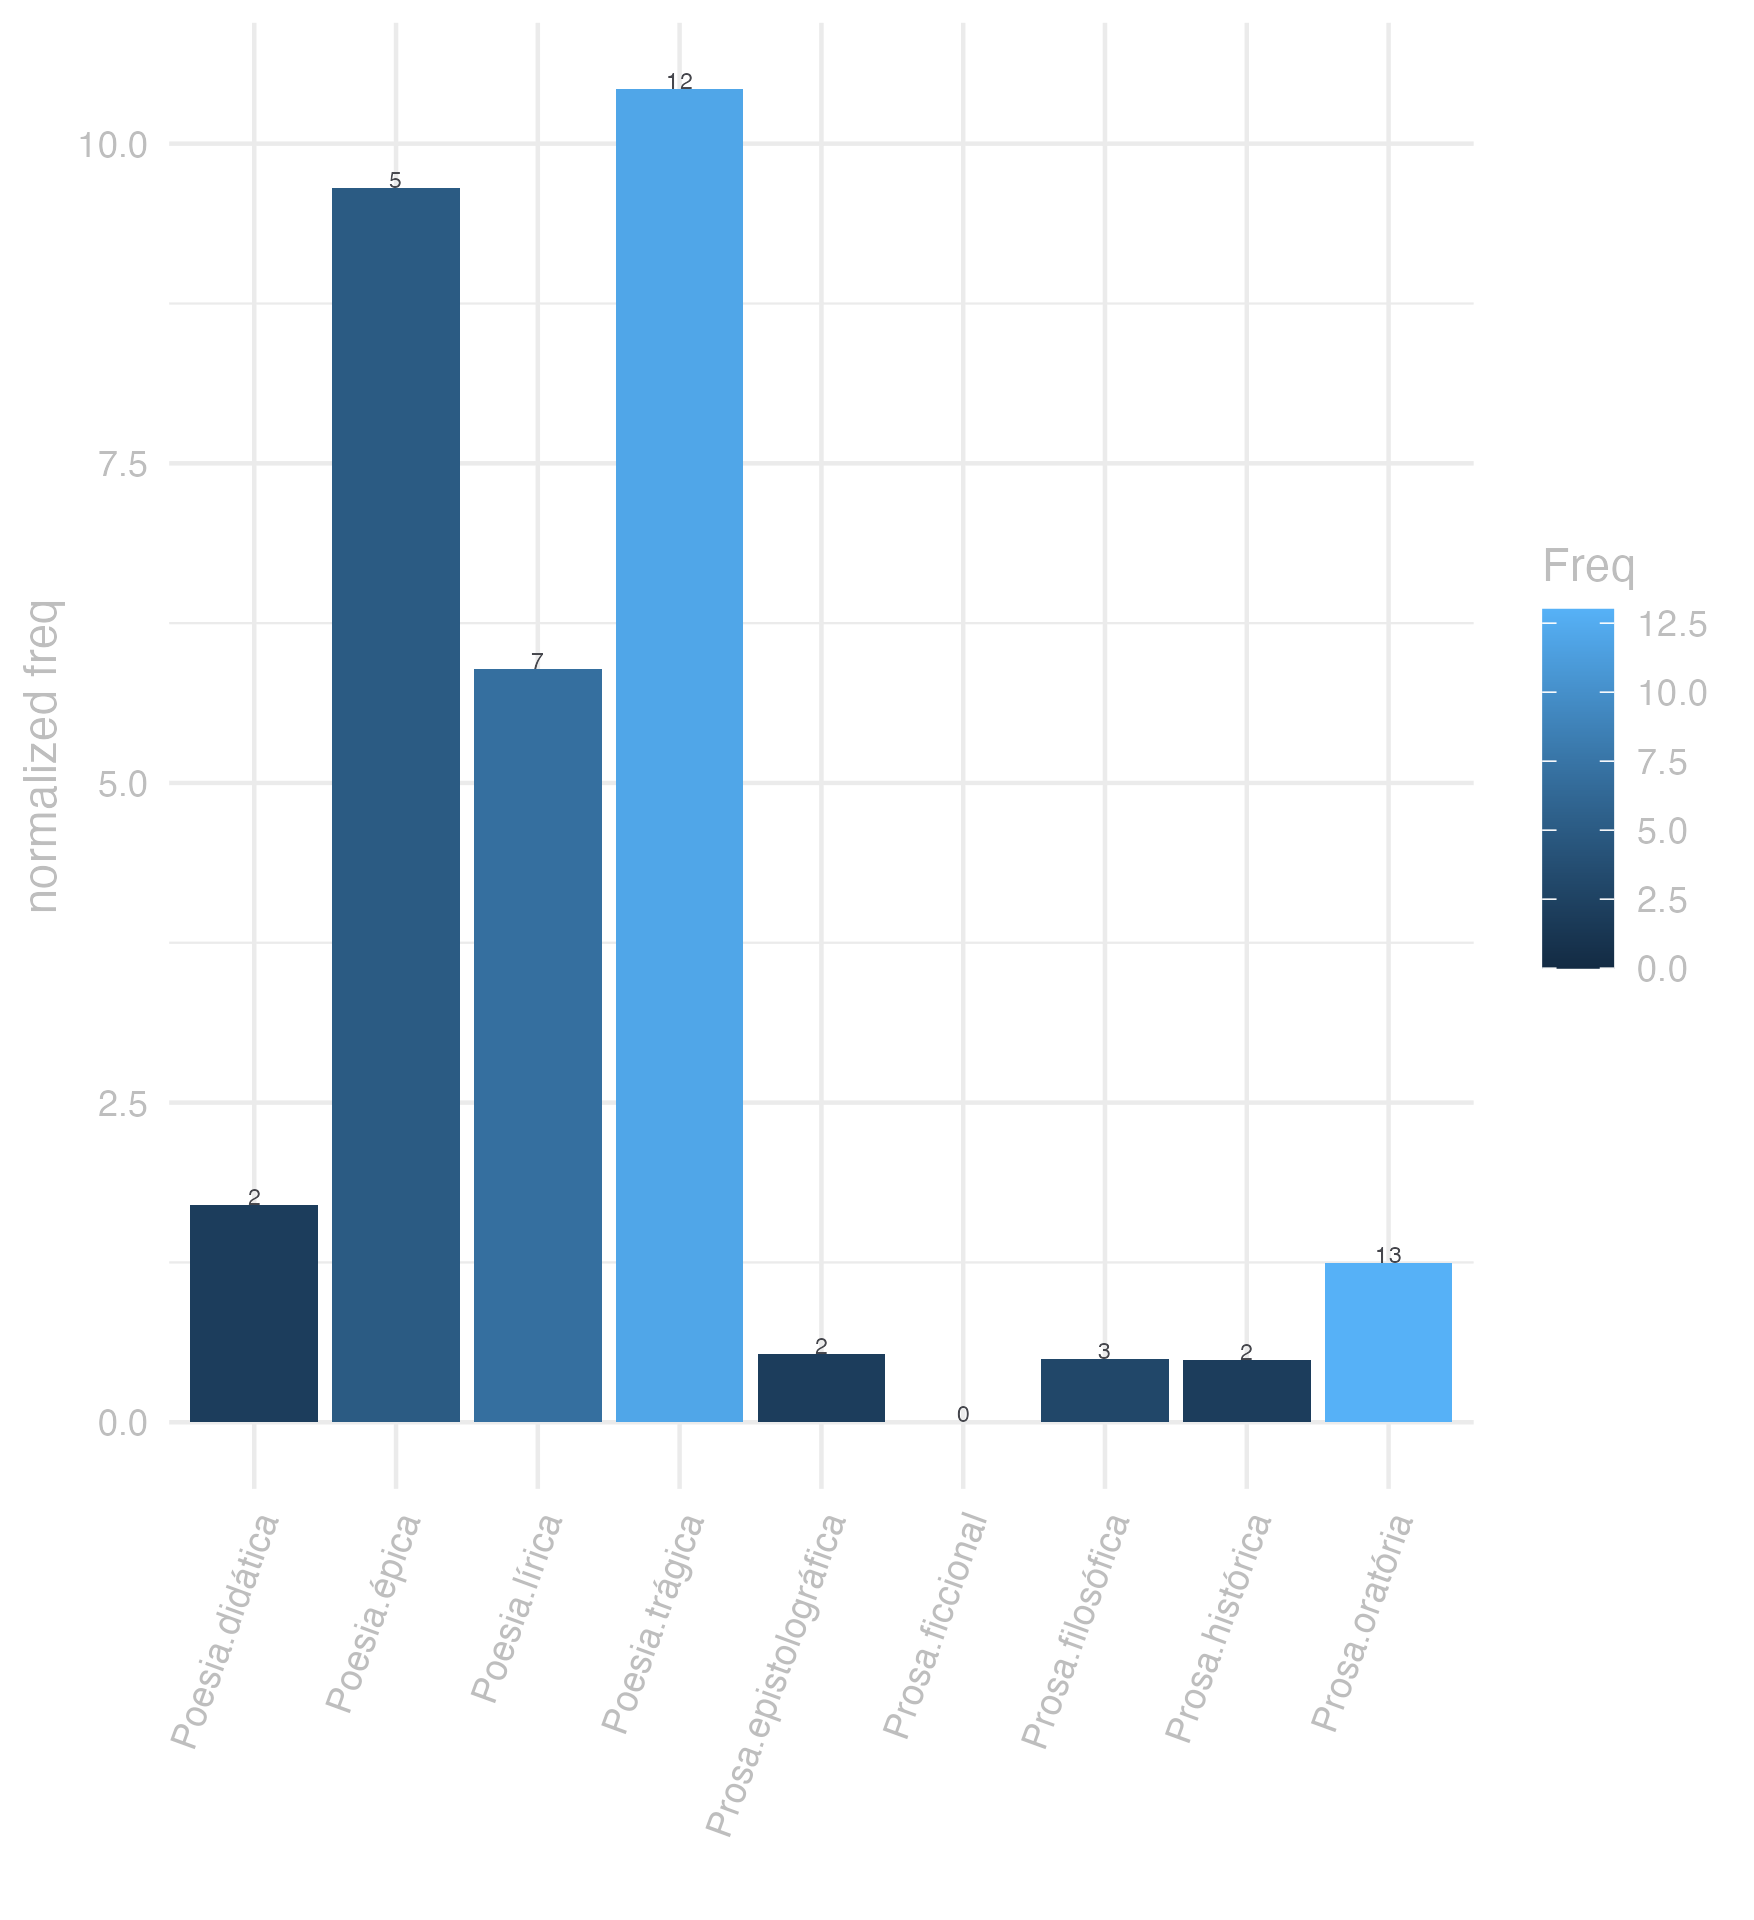 normalized freq
10.0
7.5
5.0
2.5
0.0
2
5
7
12
2
0
3
2
13
Poesia.didática
Poesia.épica
Poesia.lírica
Poesia.trágica
Prosa.epistolográfica
Prosa.ficcional
Prosa.filosófica
Prosa.histórica
Prosa.oratória
Freq
12.5
10.0
7.5
5.0
2.5
0.0